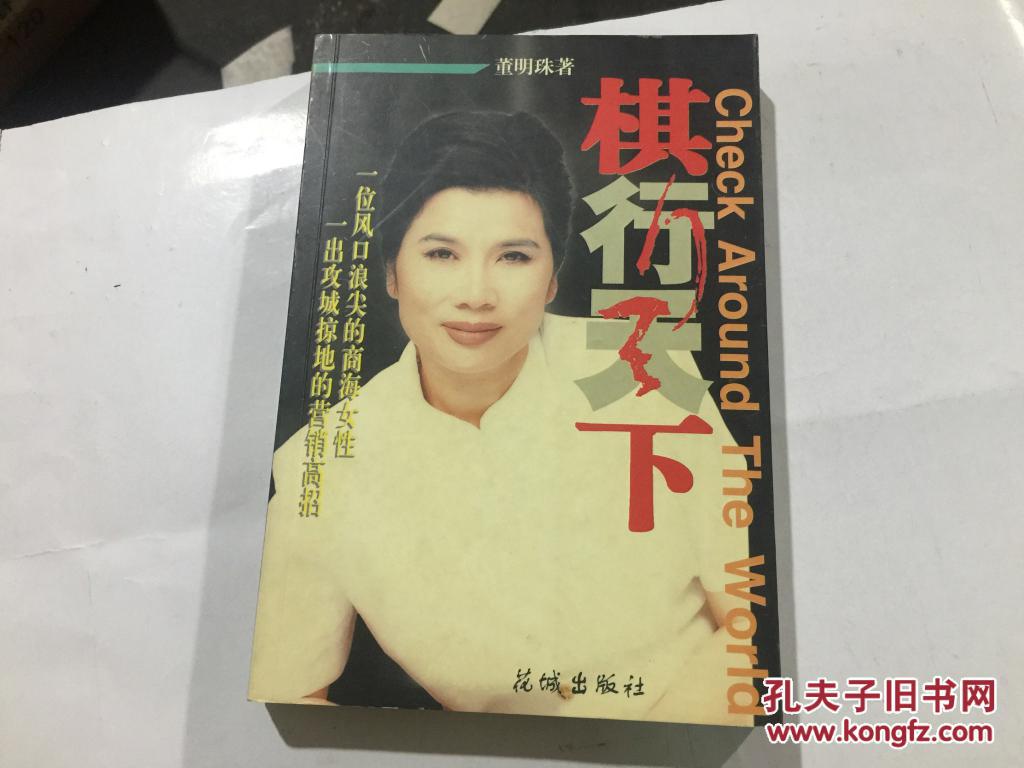 董明珠著
棋行天下
Check Around The World
一位风口浪尖的商海女性
一出攻城掠地的营销高招
花城出版社
孔夫子旧书网
www.kongfz.com
120